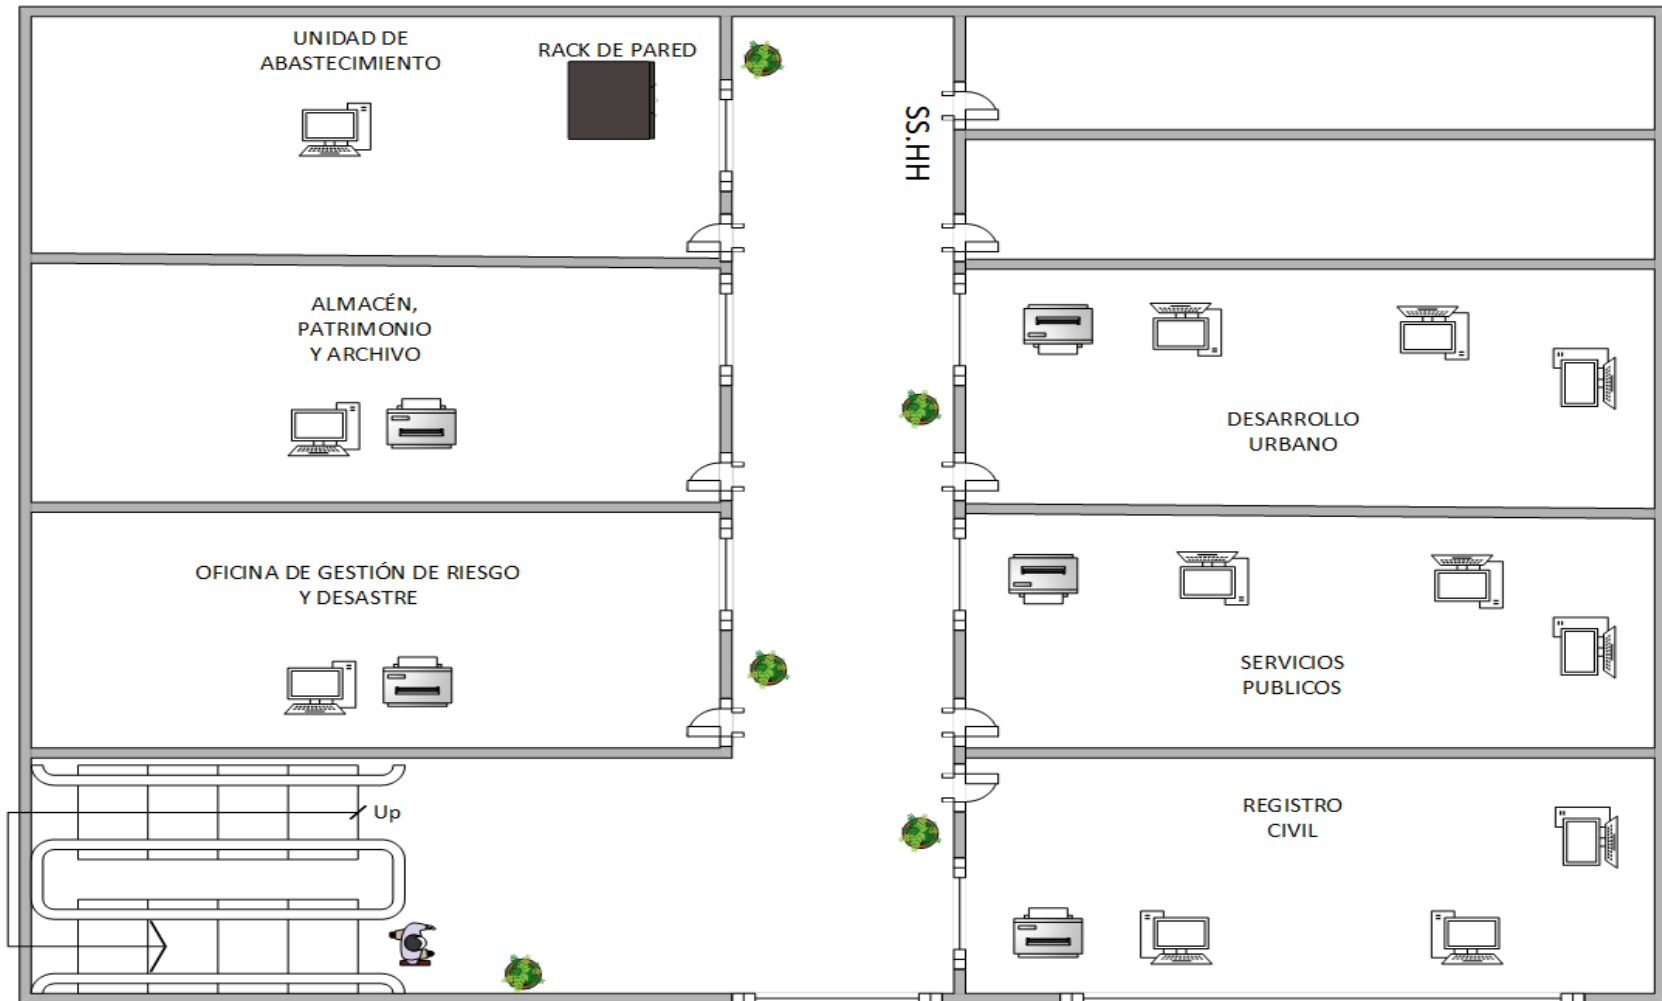 UNIDAD DE
ABASTECIMIENTO
RACK DE PARED
SS.HH
ALMACÉN,
PATRIMONIO
Y ARCHIVO
DESARROLLO
URBANO
OFICINA DE GESTIÓN DE RIESGO
Y DESASTRE
SERVICIOS
PUBLICOS
Up
REGISTRO
CIVIL